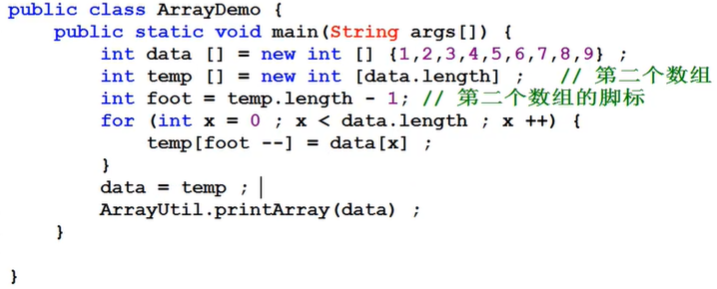 public class ArrayDemo {
public static void main(String args[]) {
int data [] = new int [] {1,2,3,4,5,6,7,8,9} ;
int temp [] = new int [data.length] ; // 第二个数组
int foot = temp.length - 1; // 第二个数组的脚标
for (int x = 0 ; x < data.length ; x ++) {
temp[foot --] = data[x] ;
}
data = temp ;
ArrayUtil.printArray(data) ;
}
}